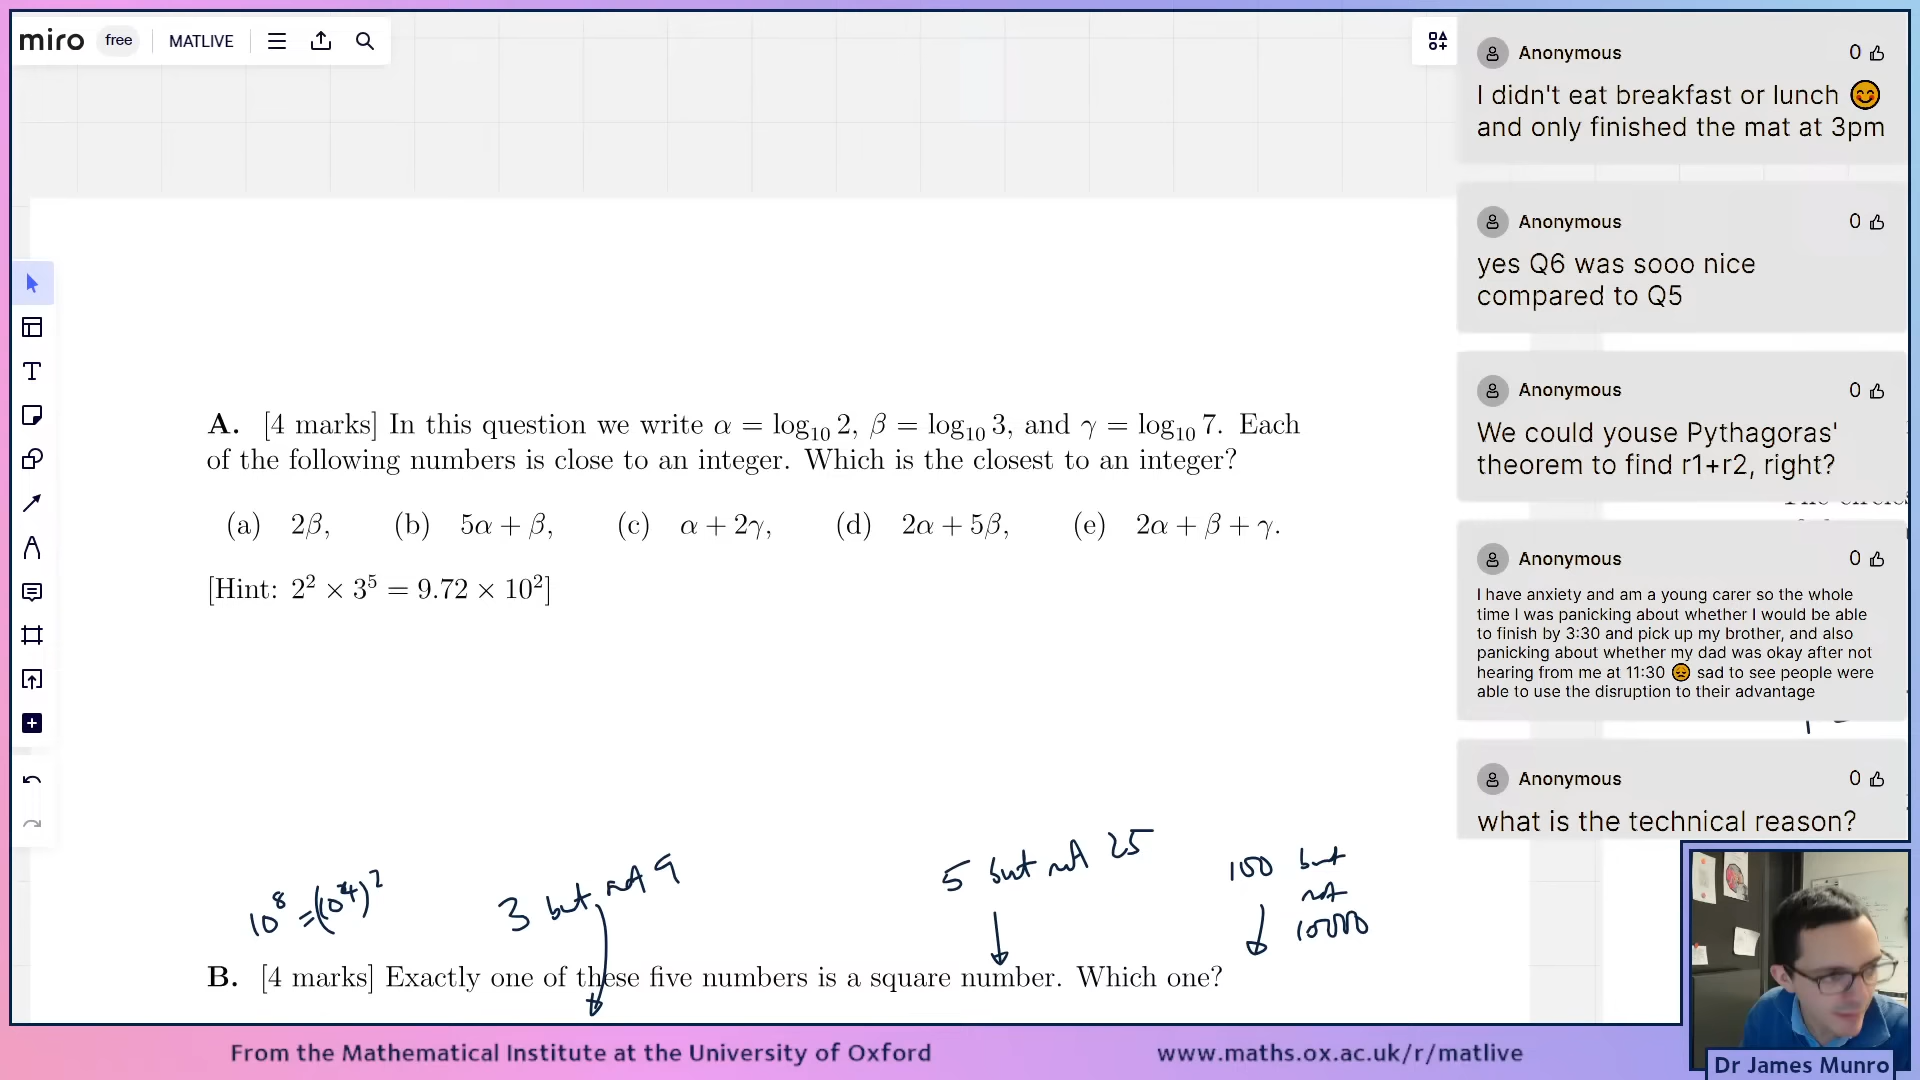 miro free MATLIVE
A. [4 marks] In this question we write α = log₁₀ 2, β = log₁₀ 3, and γ = log₁₀ 7. Each
of the following numbers is close to an integer. Which is the closest to an integer?
(a) 2β, (b) 5α + β, (c) α + 2γ, (d) 2α + 5β, (e) 2α + β + γ.
[Hint: 2² × 3⁵ = 9.72 × 10²]
10⁸ = (10⁴)²
3 but not 9
5 but not 25
100 but
not
10000
B. [4 marks] Exactly one of these five numbers is a square number. Which one?
Anonymous 0
I didn't eat breakfast or lunch 😊
and only finished the mat at 3pm
Anonymous 0
yes Q6 was sooo nice
compared to Q5
Anonymous 0
We could youse Pythagoras'
theorem to find r1+r2, right?
Anonymous 0
I have anxiety and am a young carer so the whole
time I was panicking about whether I would be able
to finish by 3:30 and pick up my brother, and also
panicking about whether my dad was okay after not
hearing from me at 11:30 😞 sad to see people were
able to use the disruption to their advantage
Anonymous 0
what is the technical reason?
From the Mathematical Institute at the University of Oxford www.maths.ox.ac.uk/r/matlive
Dr James Munro